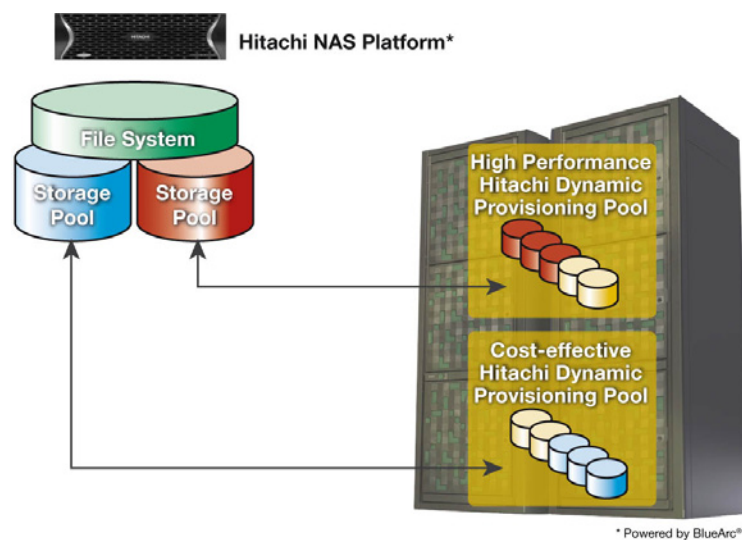 HITACHI
Hitachi NAS Platform*
File System
Storage
Pool
Storage
Pool
High Performance
Hitachi Dynamic
Provisioning Pool
Cost-effective
Hitachi Dynamic
Provisioning Pool
* Powered by BlueArc®